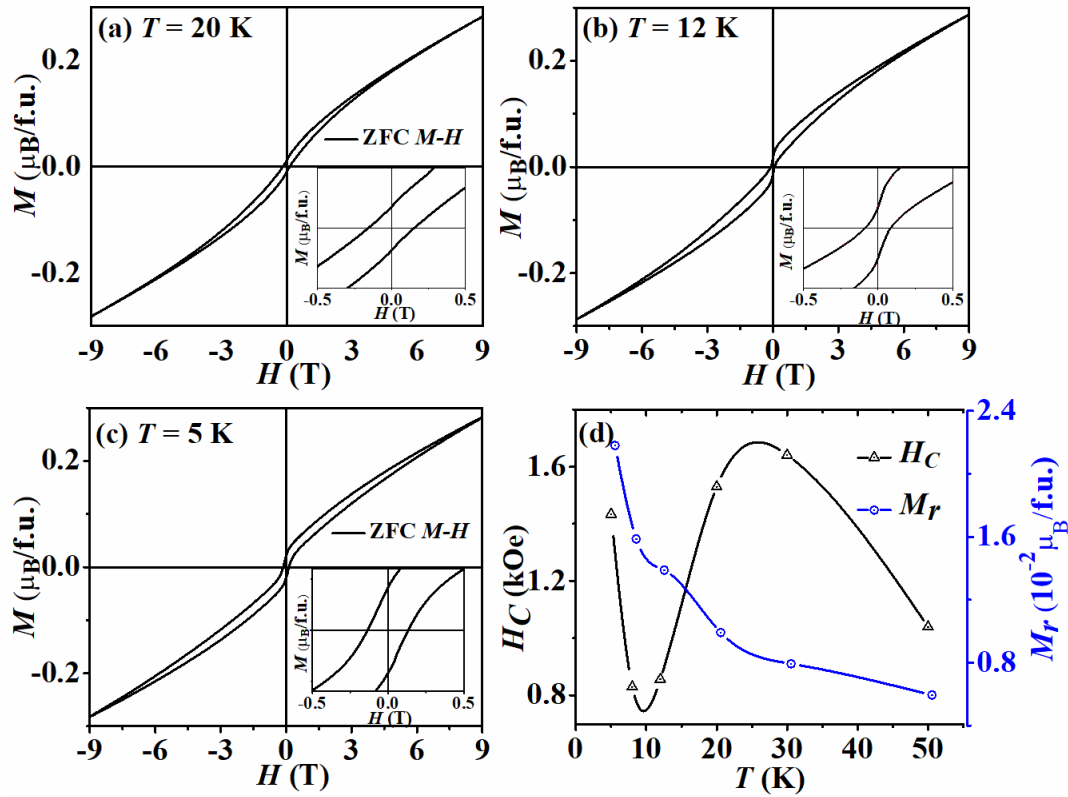 (a) T = 20 K
M (μB/f.u.)
0.2
-0.0
-0.2
ZFC M-H
M (μB/f.u.)
-0.5 0.0 0.5
H (T)
-9 -6 -3 0 3 6 9
H (T)
(b) T = 12 K
M (μB/f.u.)
0.2
0.0
-0.2
M (μB/f.u.)
-0.5 0.0 0.5
H (T)
-9 -6 -3 0 3 6 9
H (T)
(c) T = 5 K
M (μB/f.u.)
0.2
0.0
-0.2
ZFC M-H
M (μB/f.u.)
-0.5 0.0 0.5
H (T)
-9 -6 -3 0 3 6 9
H (T)
(d)
HC (kOe)
1.6
1.2
0.8
HC
Mr
2.4
1.6
0.8
Mr (10-2 μB/f.u.)
0 10 20 30 40 50
T (K)